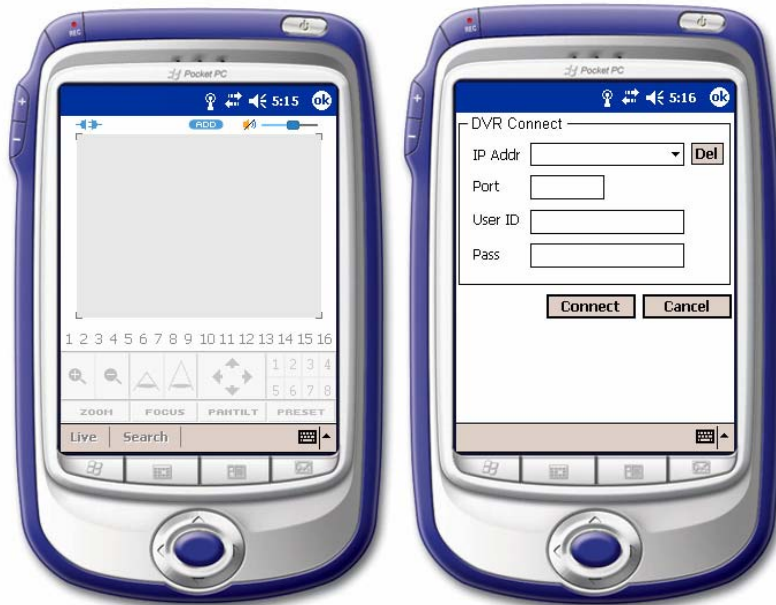 REC
Pocket PC
5:15 ok
ADD
1 2 3 4 5 6 7 8 9 10 11 12 13 14 15 16
1 2 3 4
5 6 7 8
ZOOM FOCUS PANTILT PRESET
Live Search
REC
Pocket PC
5:16 ok
DVR Connect
IP Addr Del
Port
User ID
Pass
Connect Cancel